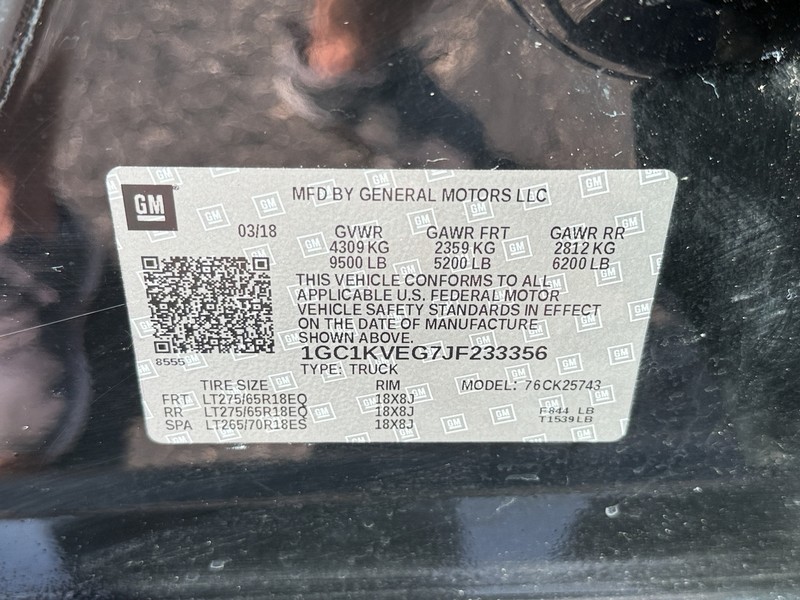 GM
MFD BY GENERAL MOTORS LLC
03/18 GVWR GAWR FRT GAWR RR
4309 KG 2359 KG 2812 KG
9500 LB 5200 LB 6200 LB
THIS VEHICLE CONFORMS TO ALL
APPLICABLE U.S. FEDERAL MOTOR
VEHICLE SAFETY STANDARDS IN EFFECT
ON THE DATE OF MANUFACTURE
SHOWN ABOVE.
8555
1GC1KVEG7JF233356
TYPE: TRUCK
TIRE SIZE RIM MODEL: 76CK25743
FRT LT275/65R18EQ 18X8J
RR LT275/65R18EQ 18X8J F844 LB
SPA LT265/70R18ES 18X8J T1539LB